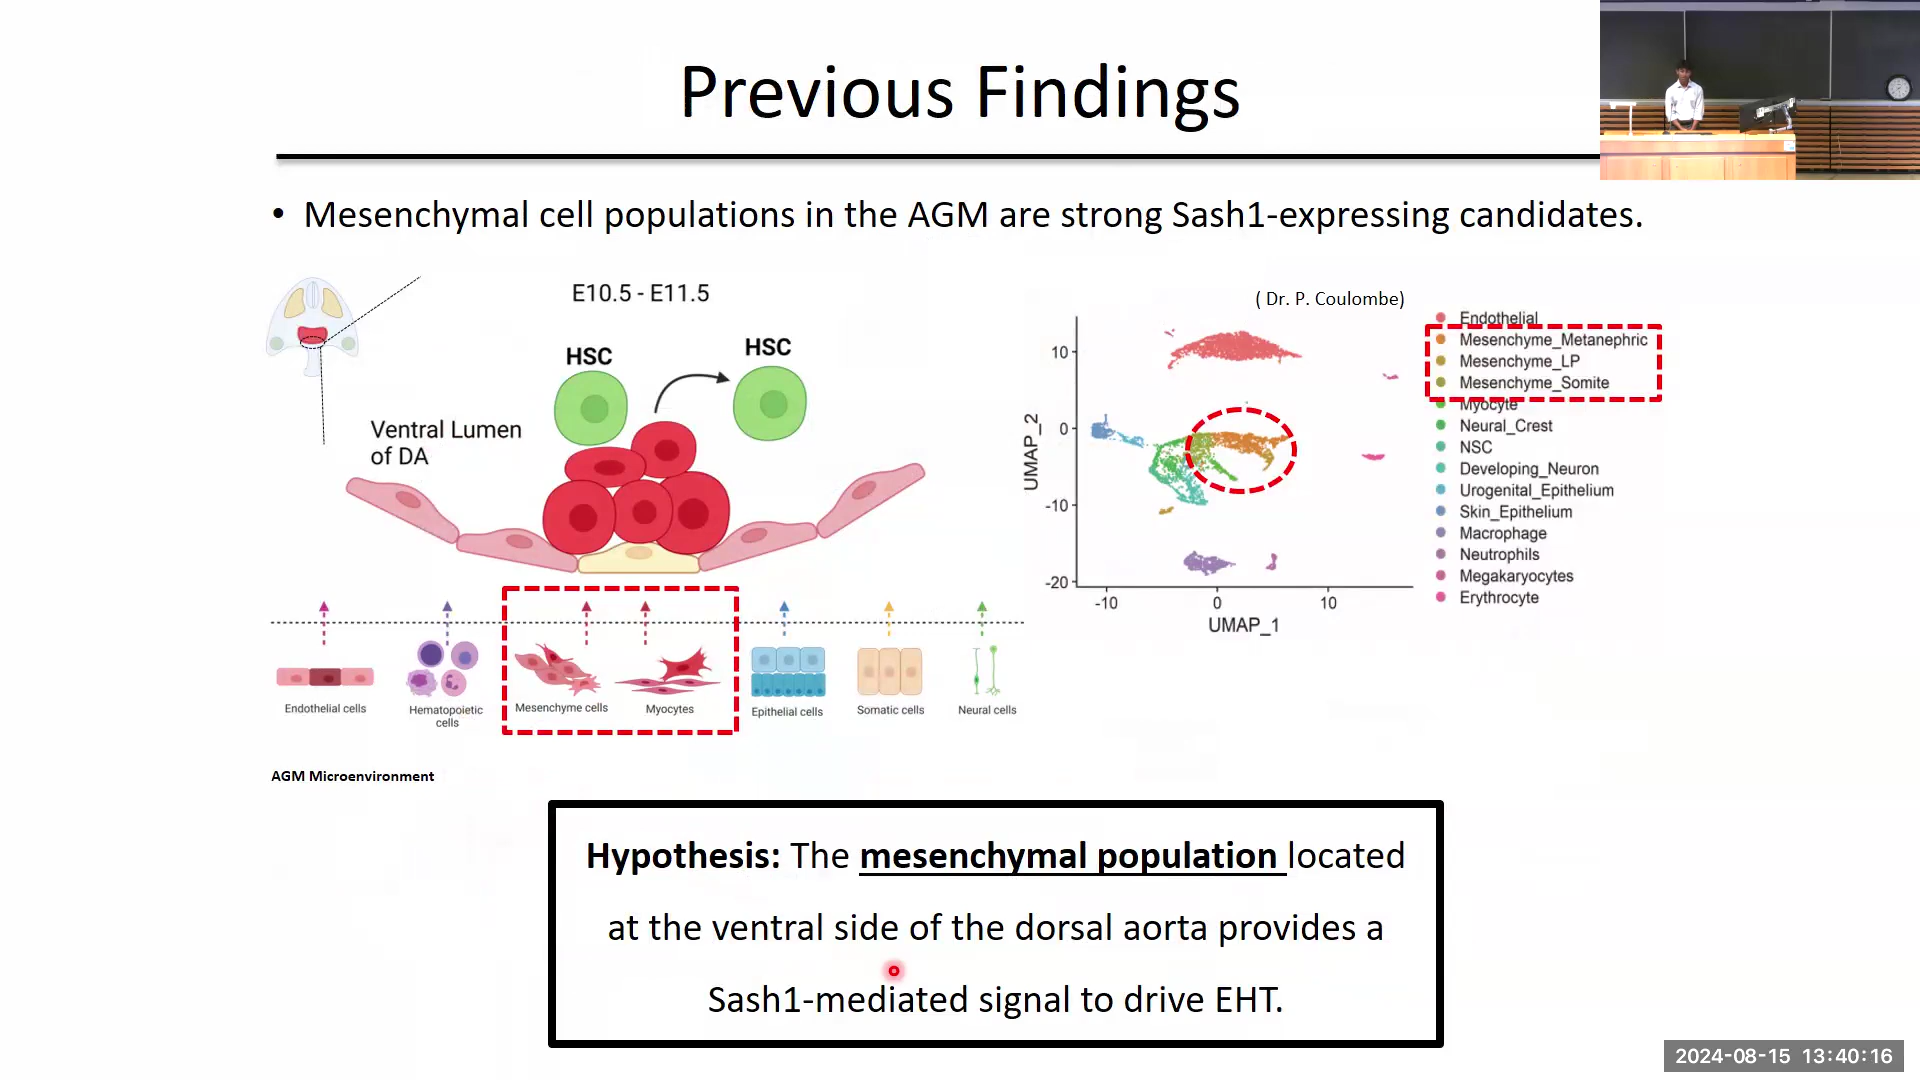 Previous Findings
• Mesenchymal cell populations in the AGM are strong Sash1-expressing candidates.
E10.5 - E11.5
HSC
HSC
Ventral Lumen
of DA
Endothelial cells
Hematopoietic
cells
Mesenchyme cells
Myocytes
Epithelial cells
Somatic cells
Neural cells
AGM Microenvironment
( Dr. P. Coulombe)
UMAP_2
10
0
-10
-20
-10
0
10
UMAP_1
Endothelial
Mesenchyme_Metanephric
Mesenchyme_LP
Mesenchyme_Somite
Myocyte
Neural_Crest
NSC
Developing_Neuron
Urogenital_Epithelium
Skin_Epithelium
Macrophage
Neutrophils
Megakaryocytes
Erythrocyte
Hypothesis: The mesenchymal population located
at the ventral side of the dorsal aorta provides a
Sash1-mediated signal to drive EHT.
2024-08-15 13:40:16